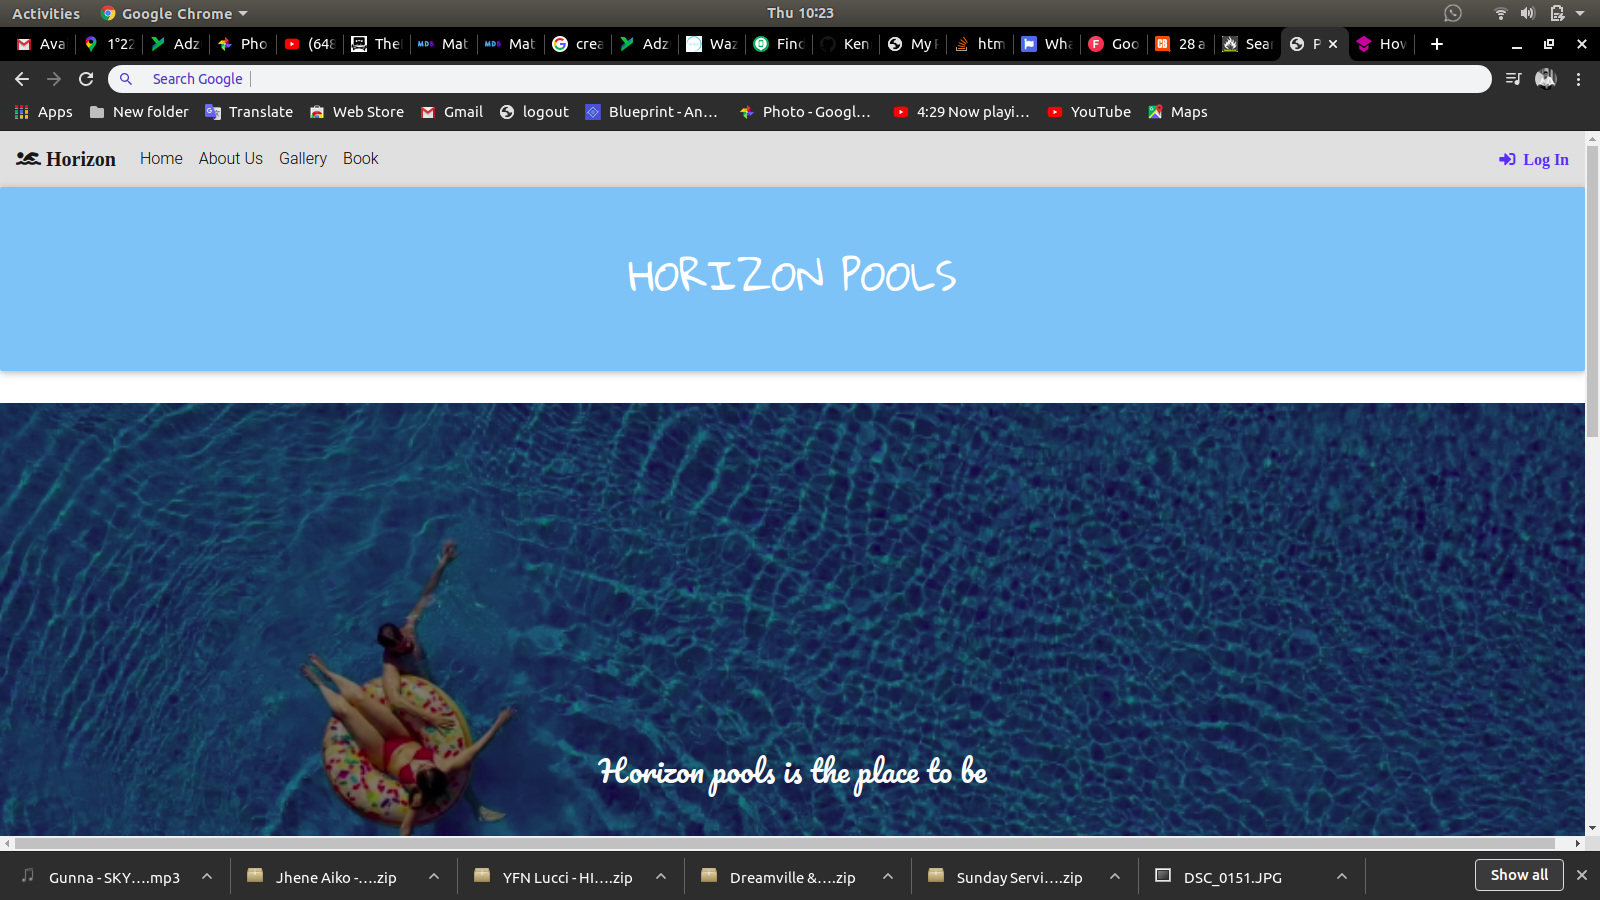 Activities Google Chrome Thu 10:23
Ava 1°22 Adz Pho (648 The Mat Mat crea Adz Waz Find Ken My htm Wha Goo 28 a Sear P Hov
Search Google
Apps New folder Translate Web Store Gmail logout Blueprint - An... Photo - Googl... 4:29 Now playi... YouTube Maps
Horizon Home About Us Gallery Book Log In
HORIZON POOLS
Horizon pools is the place to be
Gunna - SKY....mp3 Jhene Aiko -....zip YFN Lucci - HI....zip Dreamville &....zip Sunday Servi....zip DSC_0151.JPG Show all